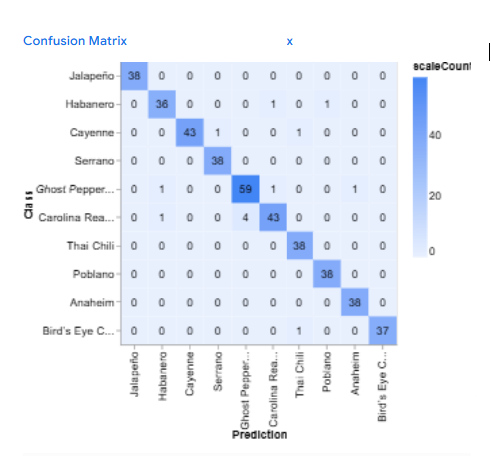 Confusion Matrix x
scaleCount
Jalapeño 38 0 0 0 0 0 0 0 0 0
Habanero 0 36 0 0 0 1 0 1 0 0
Cayenne 0 0 43 1 0 0 1 0 0 0
Serrano 0 0 0 38 0 0 0 0 0 0
Ghost Pepper... 0 1 0 0 59 1 0 0 1 0
Carolina Rea... 0 1 0 0 4 43 0 0 0 0
Thai Chili 0 0 0 0 0 0 38 0 0 0
Poblano 0 0 0 0 0 0 0 38 0 0
Anaheim 0 0 0 0 0 0 0 0 38 0
Bird's Eye C... 0 0 0 0 0 0 1 0 0 37
Class
40
20
0
Jalapeño
Habanero
Cayenne
Serrano
Ghost Pepper...
Carolina Rea...
Thai Chili
Poblano
Anaheim
Bird's Eye C...
Prediction